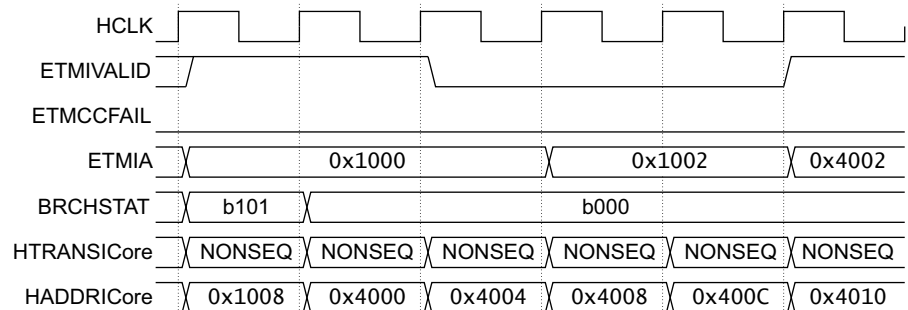 HCLK
ETMIVALID
ETMCCFAIL
ETMIA 0x1000 0x1002 0x4002
BRCHSTAT b101 b000
HTRANSICore NONSEQ NONSEQ NONSEQ NONSEQ NONSEQ NONSEQ
HADDRICore 0x1008 0x4000 0x4004 0x4008 0x400C 0x4010